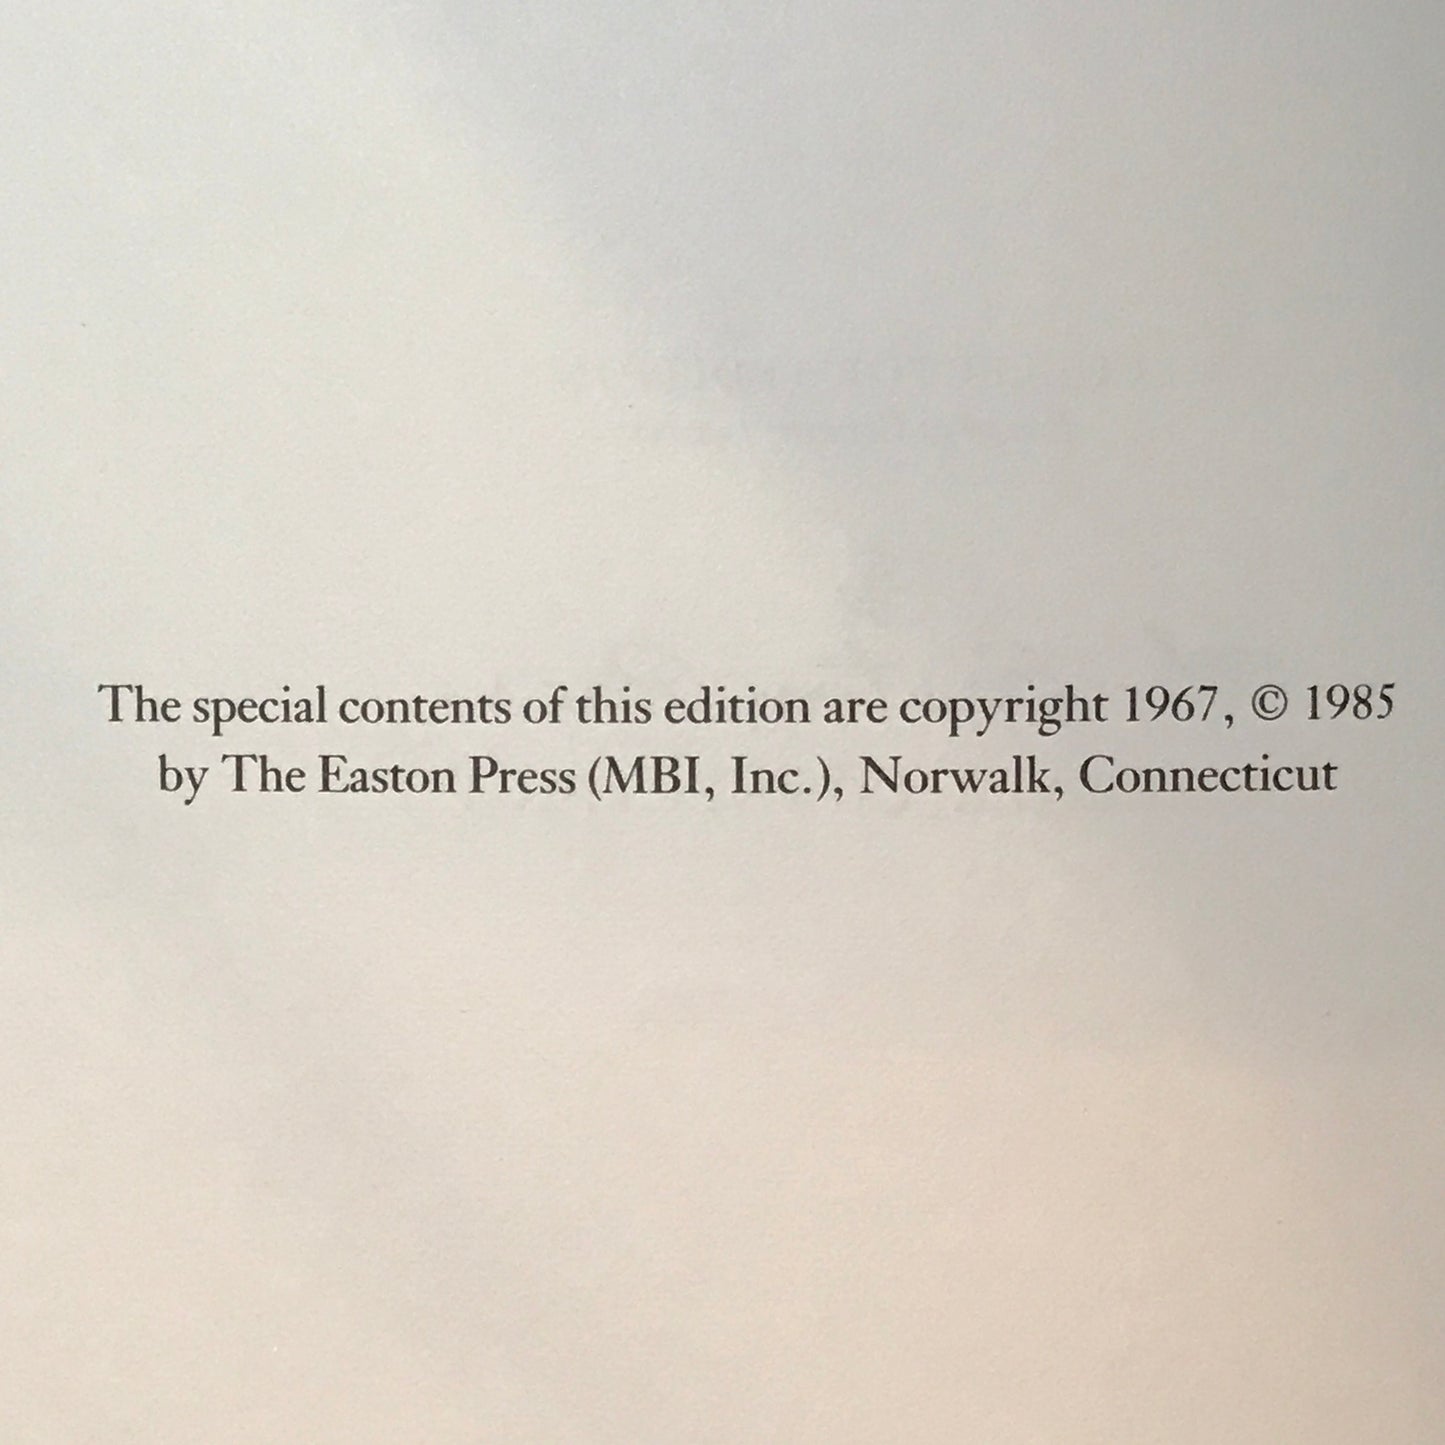 The special contents of this edition are copyright 1967, © 1985
by The Easton Press (MBI, Inc.), Norwalk, Connecticut